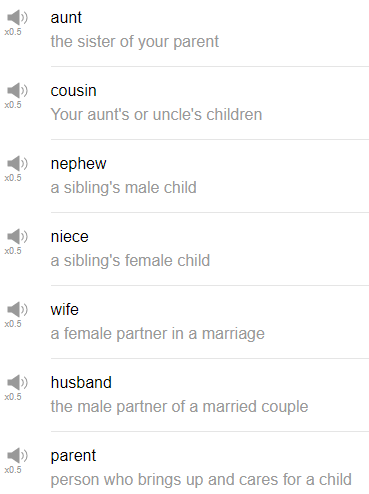 aunt
x0.5
the sister of your parent
cousin
x0.5
Your aunt's or uncle's children
nephew
x0.5
a sibling's male child
niece
x0.5
a sibling's female child
wife
x0.5
a female partner in a marriage
husband
x0.5
the male partner of a married couple
parent
x0.5
person who brings up and cares for a child